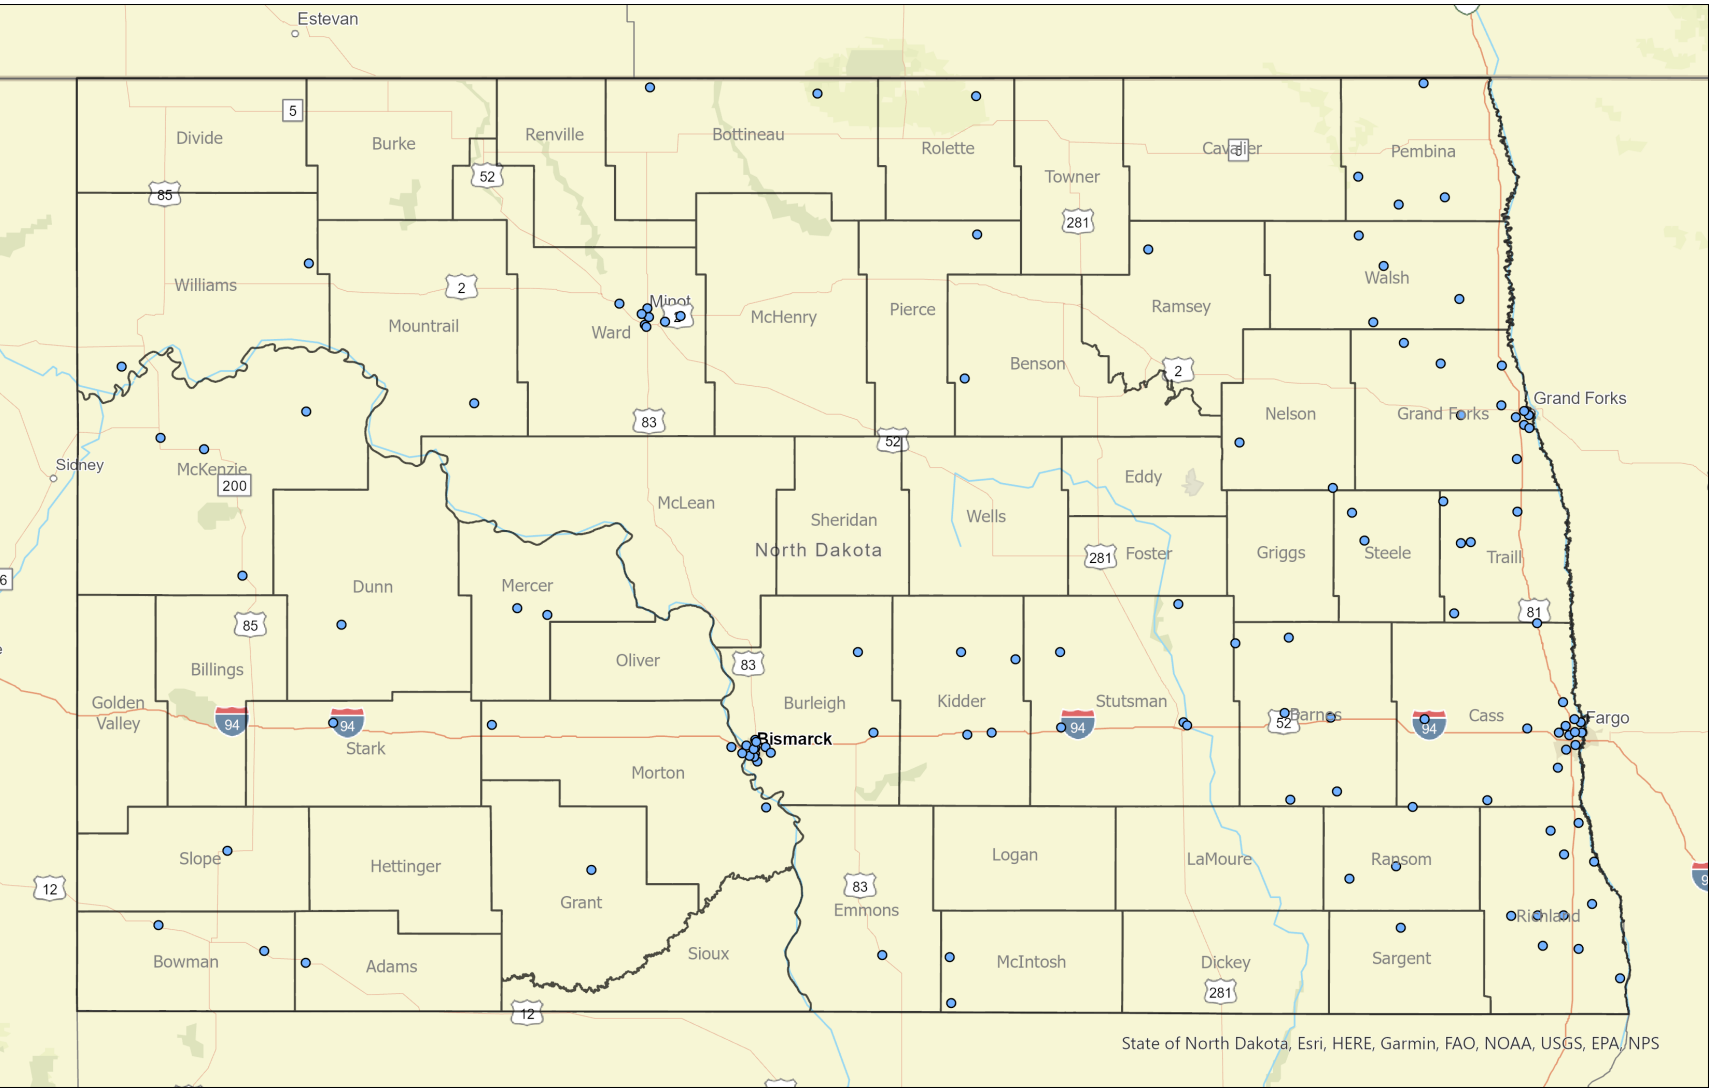 Estevan
5
Divide
Burke
Renville
Bottineau
Rolette
Cavalier
5
Pembina
52
Towner
85
281
Williams
2
Minot
2
Ward
Mountrail
McHenry
Pierce
Ramsey
Walsh
Benson
2
Grand Forks
83
Nelson
Grand Forks
52
Sidney
McKenzie
200
McLean
Sheridan
Wells
Eddy
North Dakota
281
Foster
Griggs
Steele
Traill
6
Dunn
Mercer
85
81
Billings
Oliver
83
Golden
Valley
Burleigh
Kidder
Stutsman
94
94
94
52
Barnes
94
Cass
Fargo
Stark
Bismarck
Morton
Slope
Hettinger
Logan
LaMoure
Ransom
12
Grant
83
Emmons
Richland
9
Bowman
Adams
Sioux
McIntosh
Dickey
Sargent
281
12
State of North Dakota, Esri, HERE, Garmin, FAO, NOAA, USGS, EPA, NPS